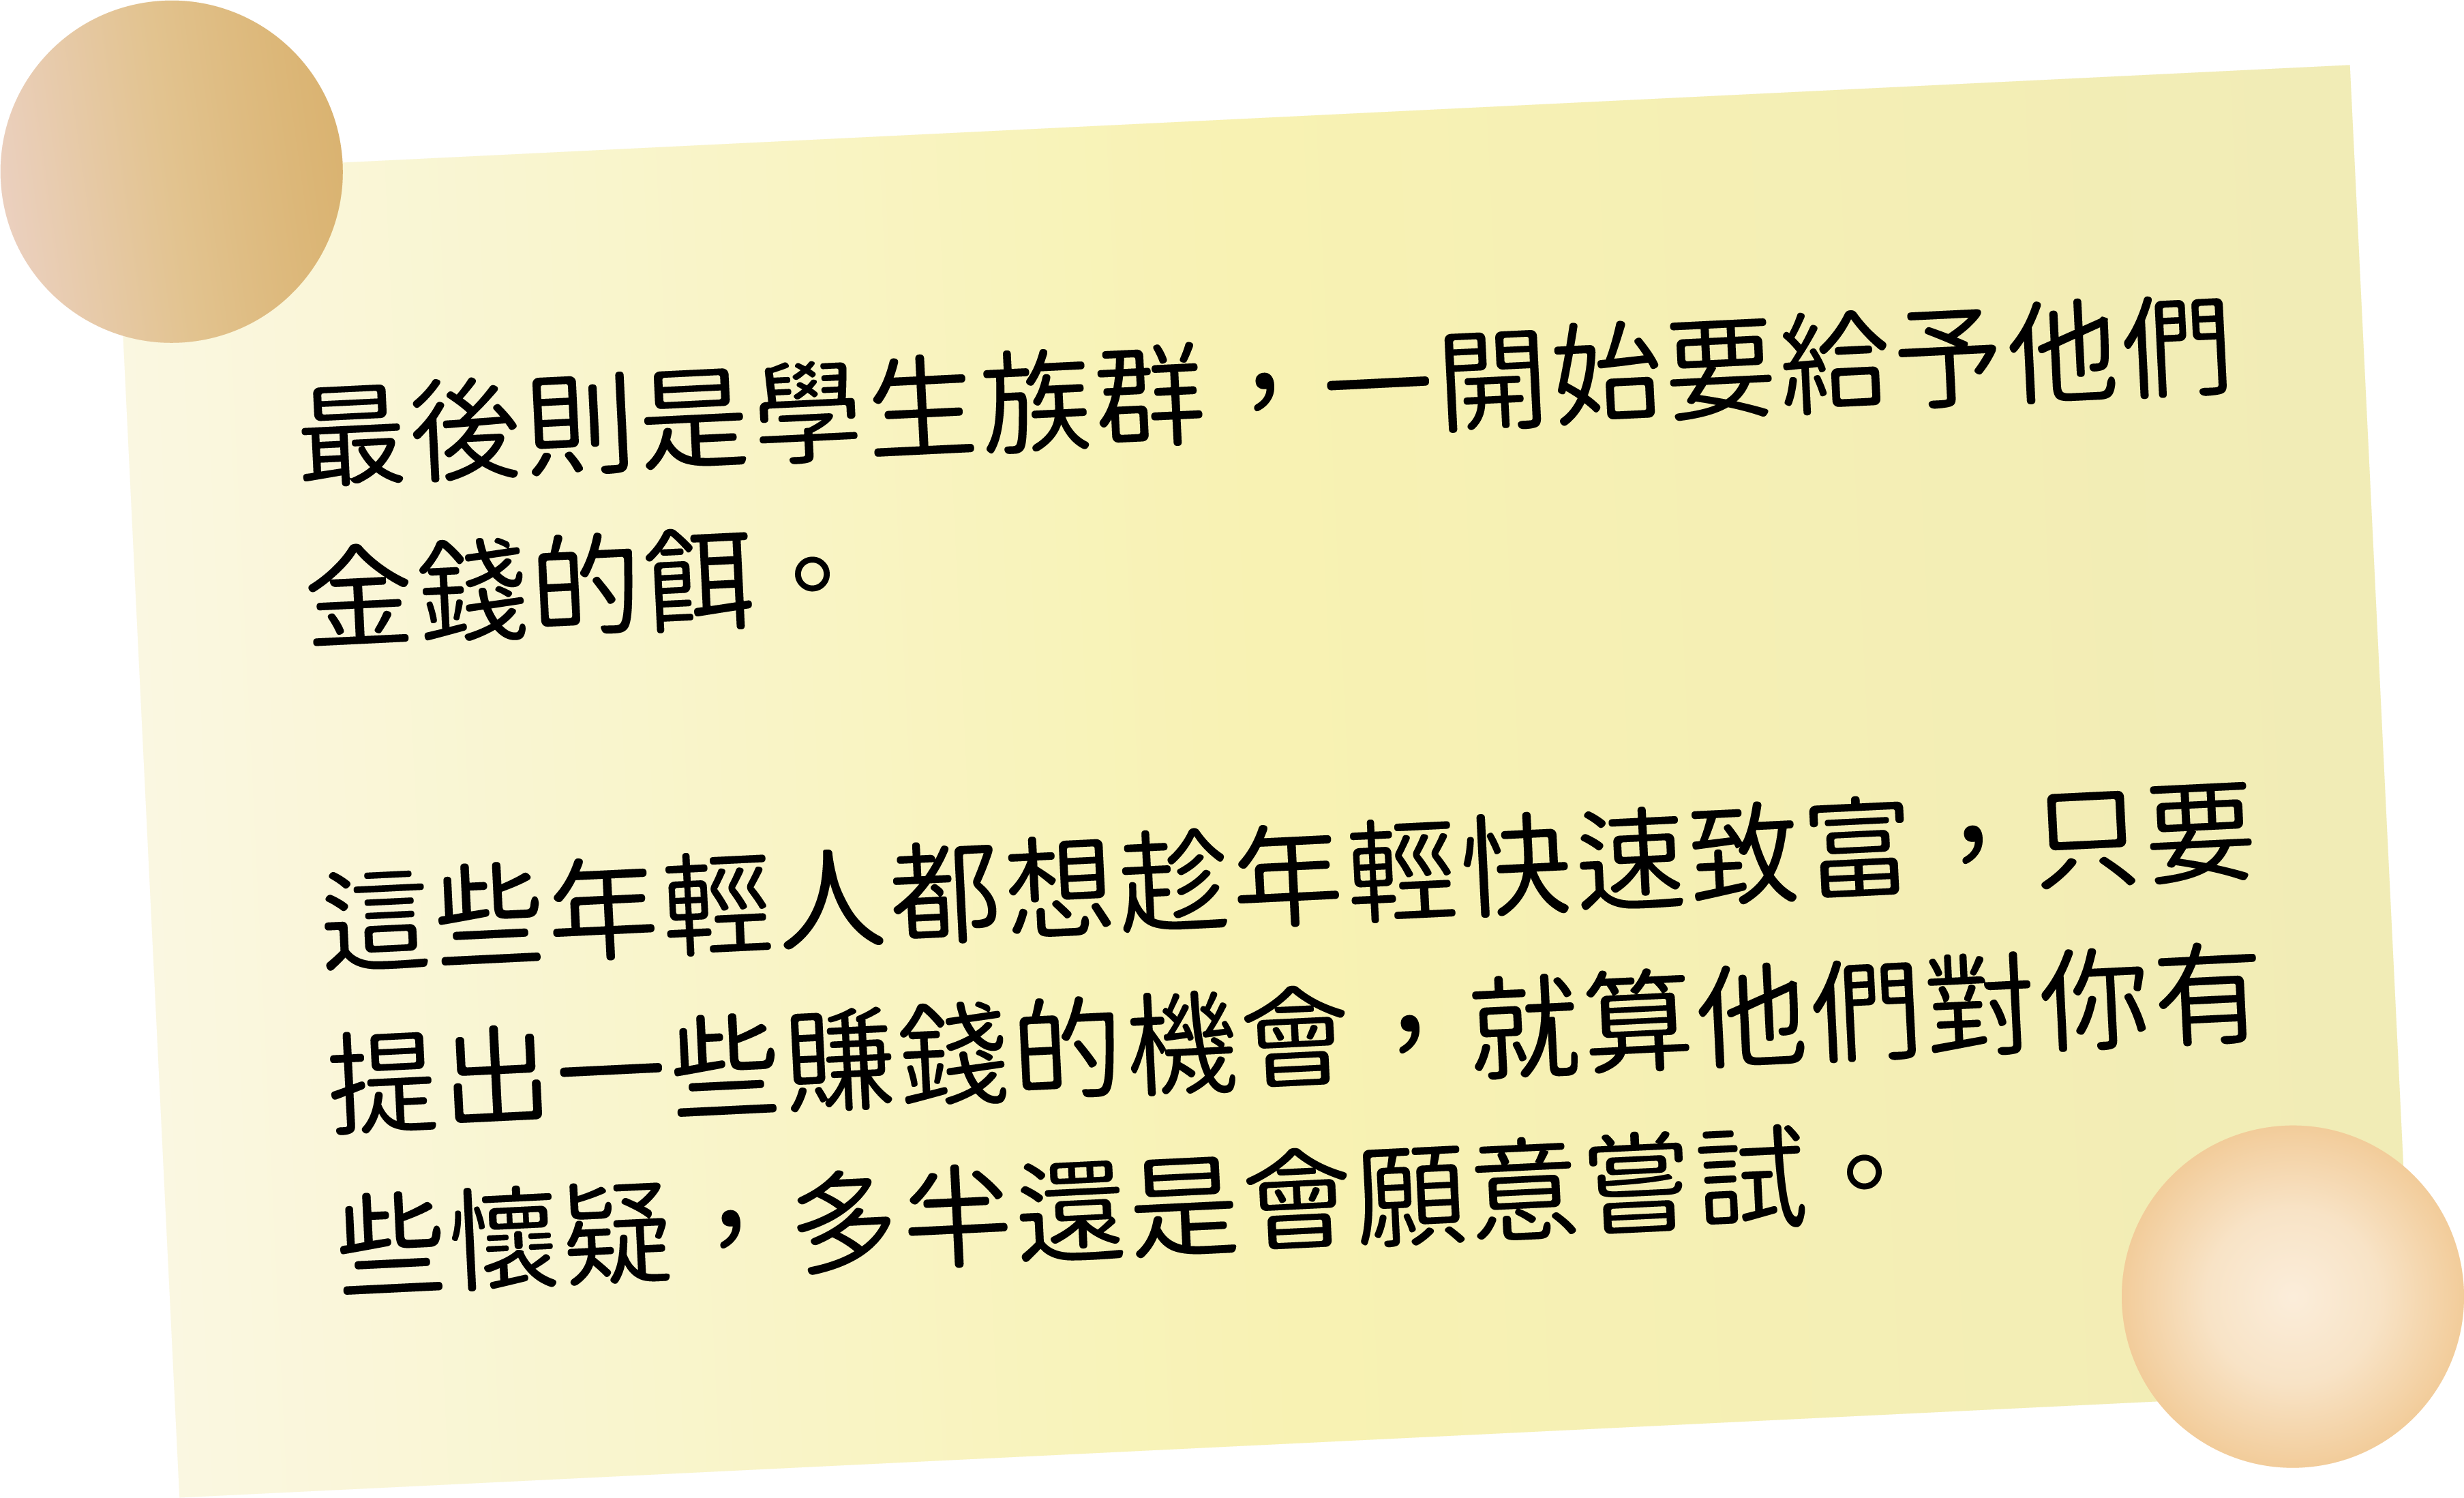 最後則是學生族群，一開始要給予他們
金錢的餌。
這些年輕人都想趁年輕快速致富，只要
提出一些賺錢的機會，就算他們對你有
些懷疑，多半還是會願意嘗試。